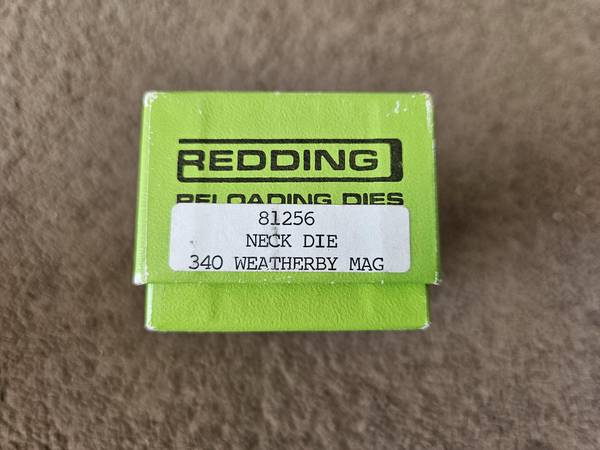 REDDING
RELOADING DIES
81256
NECK DIE
340 WEATHERBY MAG